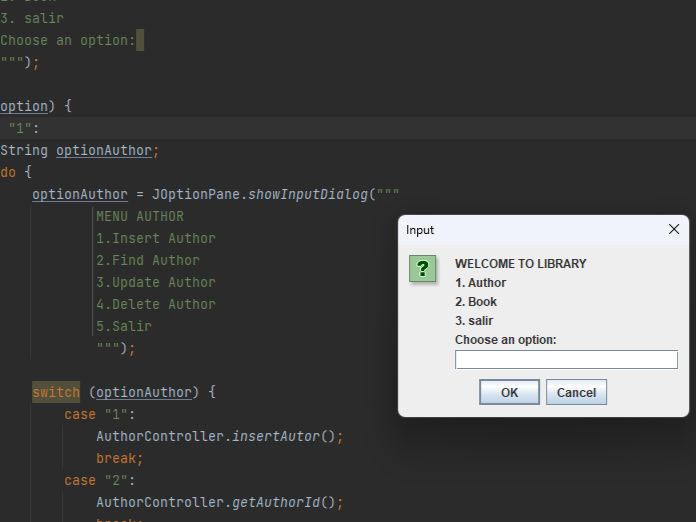 3. salir
Choose an option:
""");
option) {
"1":
String optionAuthor;
do {
optionAuthor = JOptionPane.showInputDialog("""
MENU AUTHOR
1.Insert Author
2.Find Author
3.Update Author
4.Delete Author
5.Salir
""");
switch (optionAuthor) {
case "1":
AuthorController.insertAutor();
break;
case "2":
AuthorController.getAuthorId();
Input
?
WELCOME TO LIBRARY
1. Author
2. Book
3. salir
Choose an option:
OK
Cancel